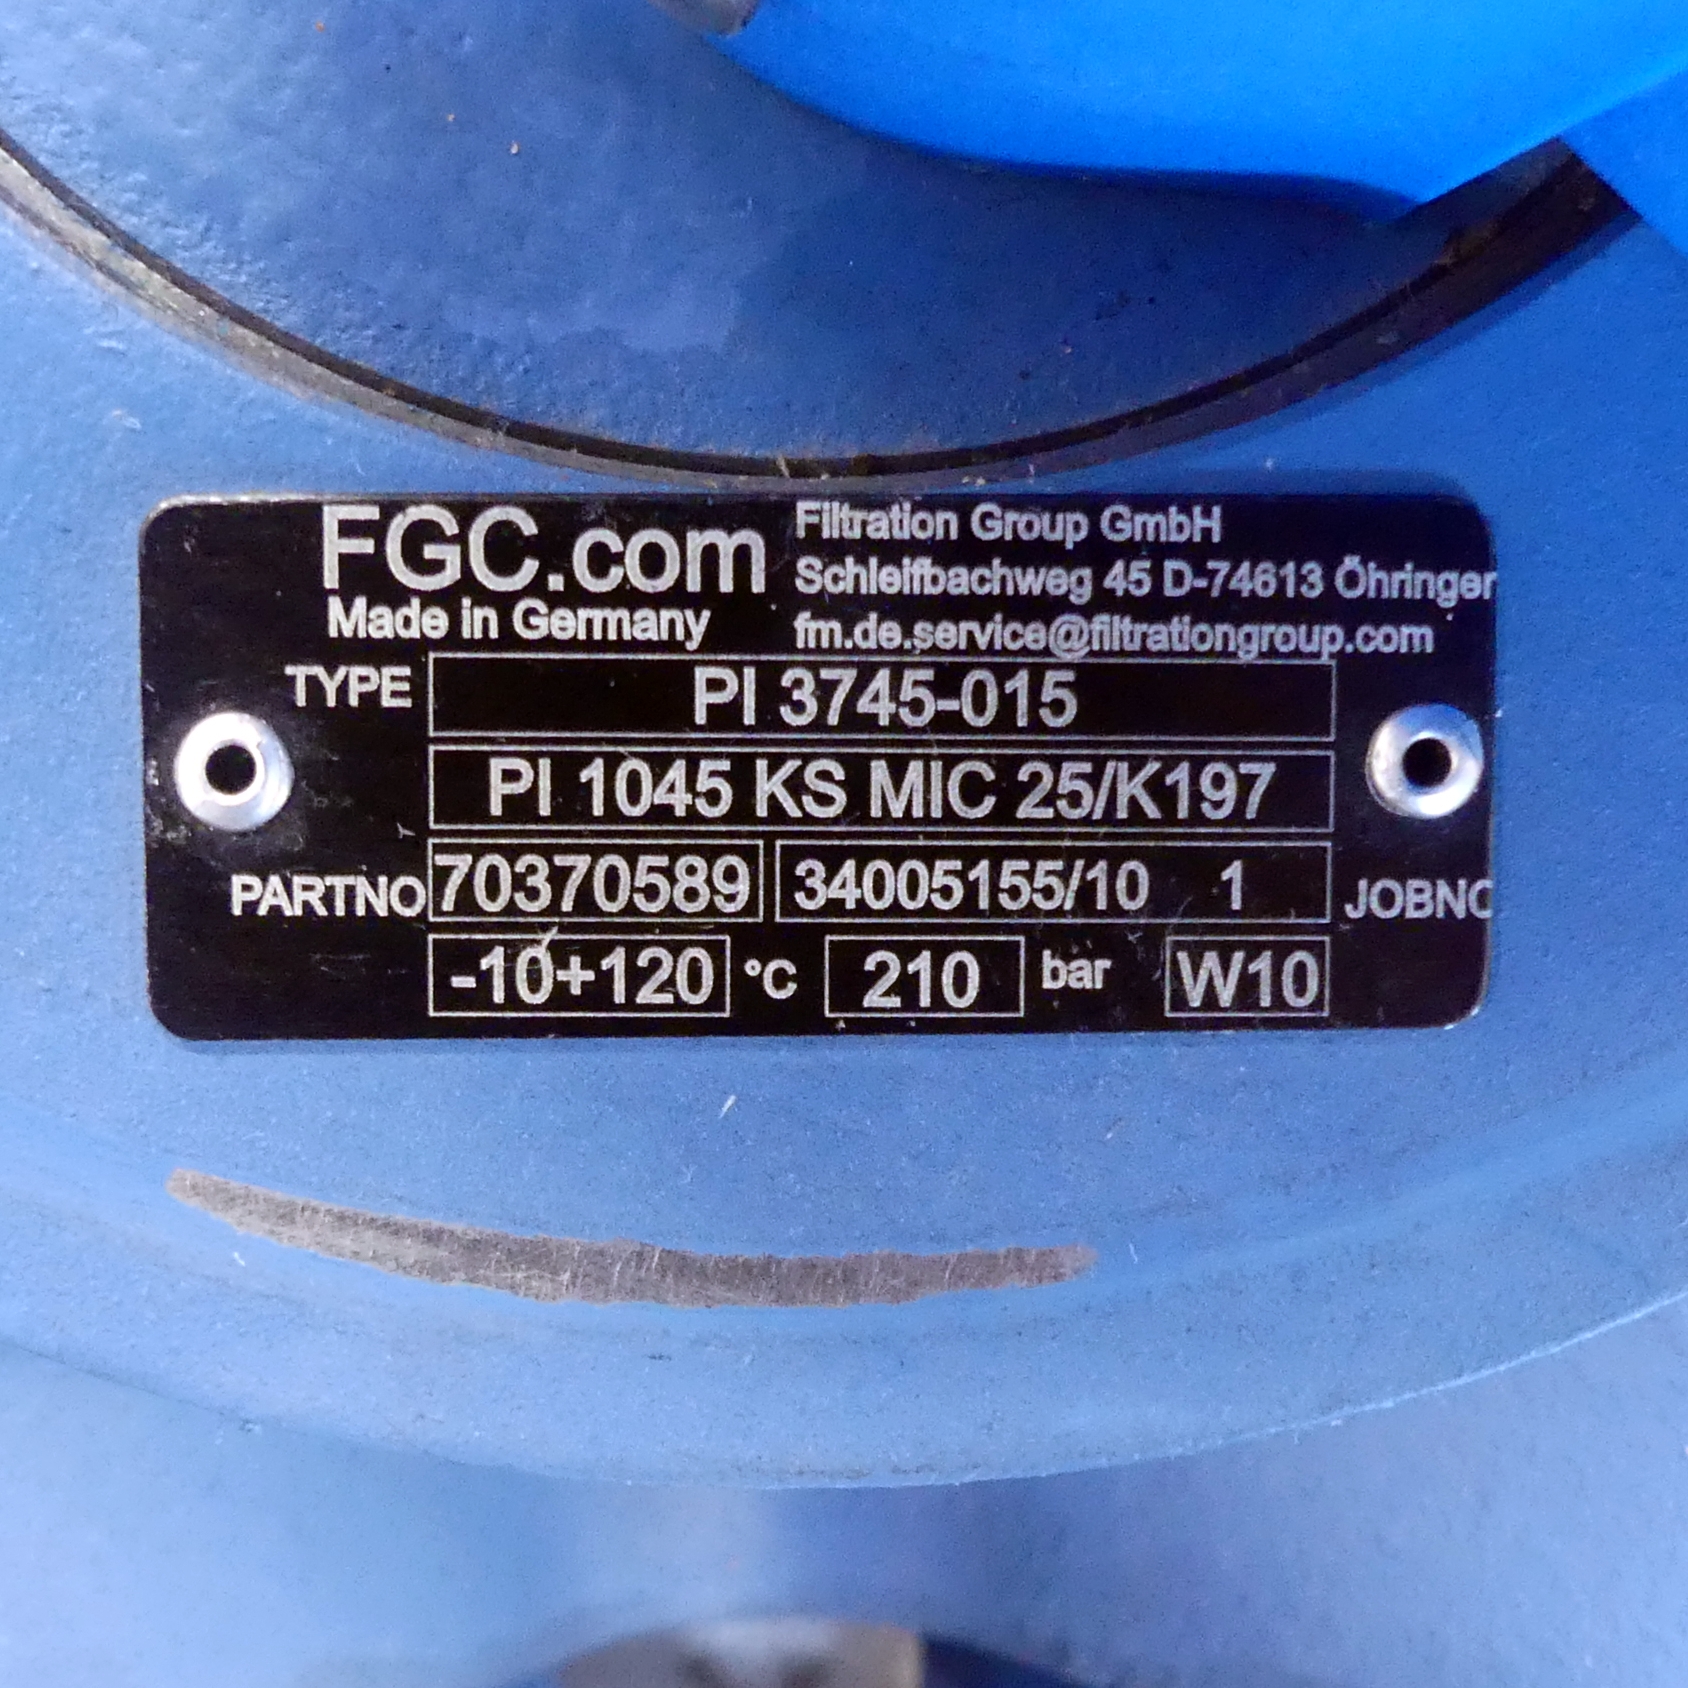 FGC.com
Made in Germany
Filtration Group GmbH
Schleifbachweg 45 D-74613 Öhringen
fm.de.service@filtrationgroup.com
TYPE PI 3745-015
PI 1045 KS MIC 25/K197
PARTNO 70370589 34005155/10 1 JOBNO
-10+120 °C 210 bar W10